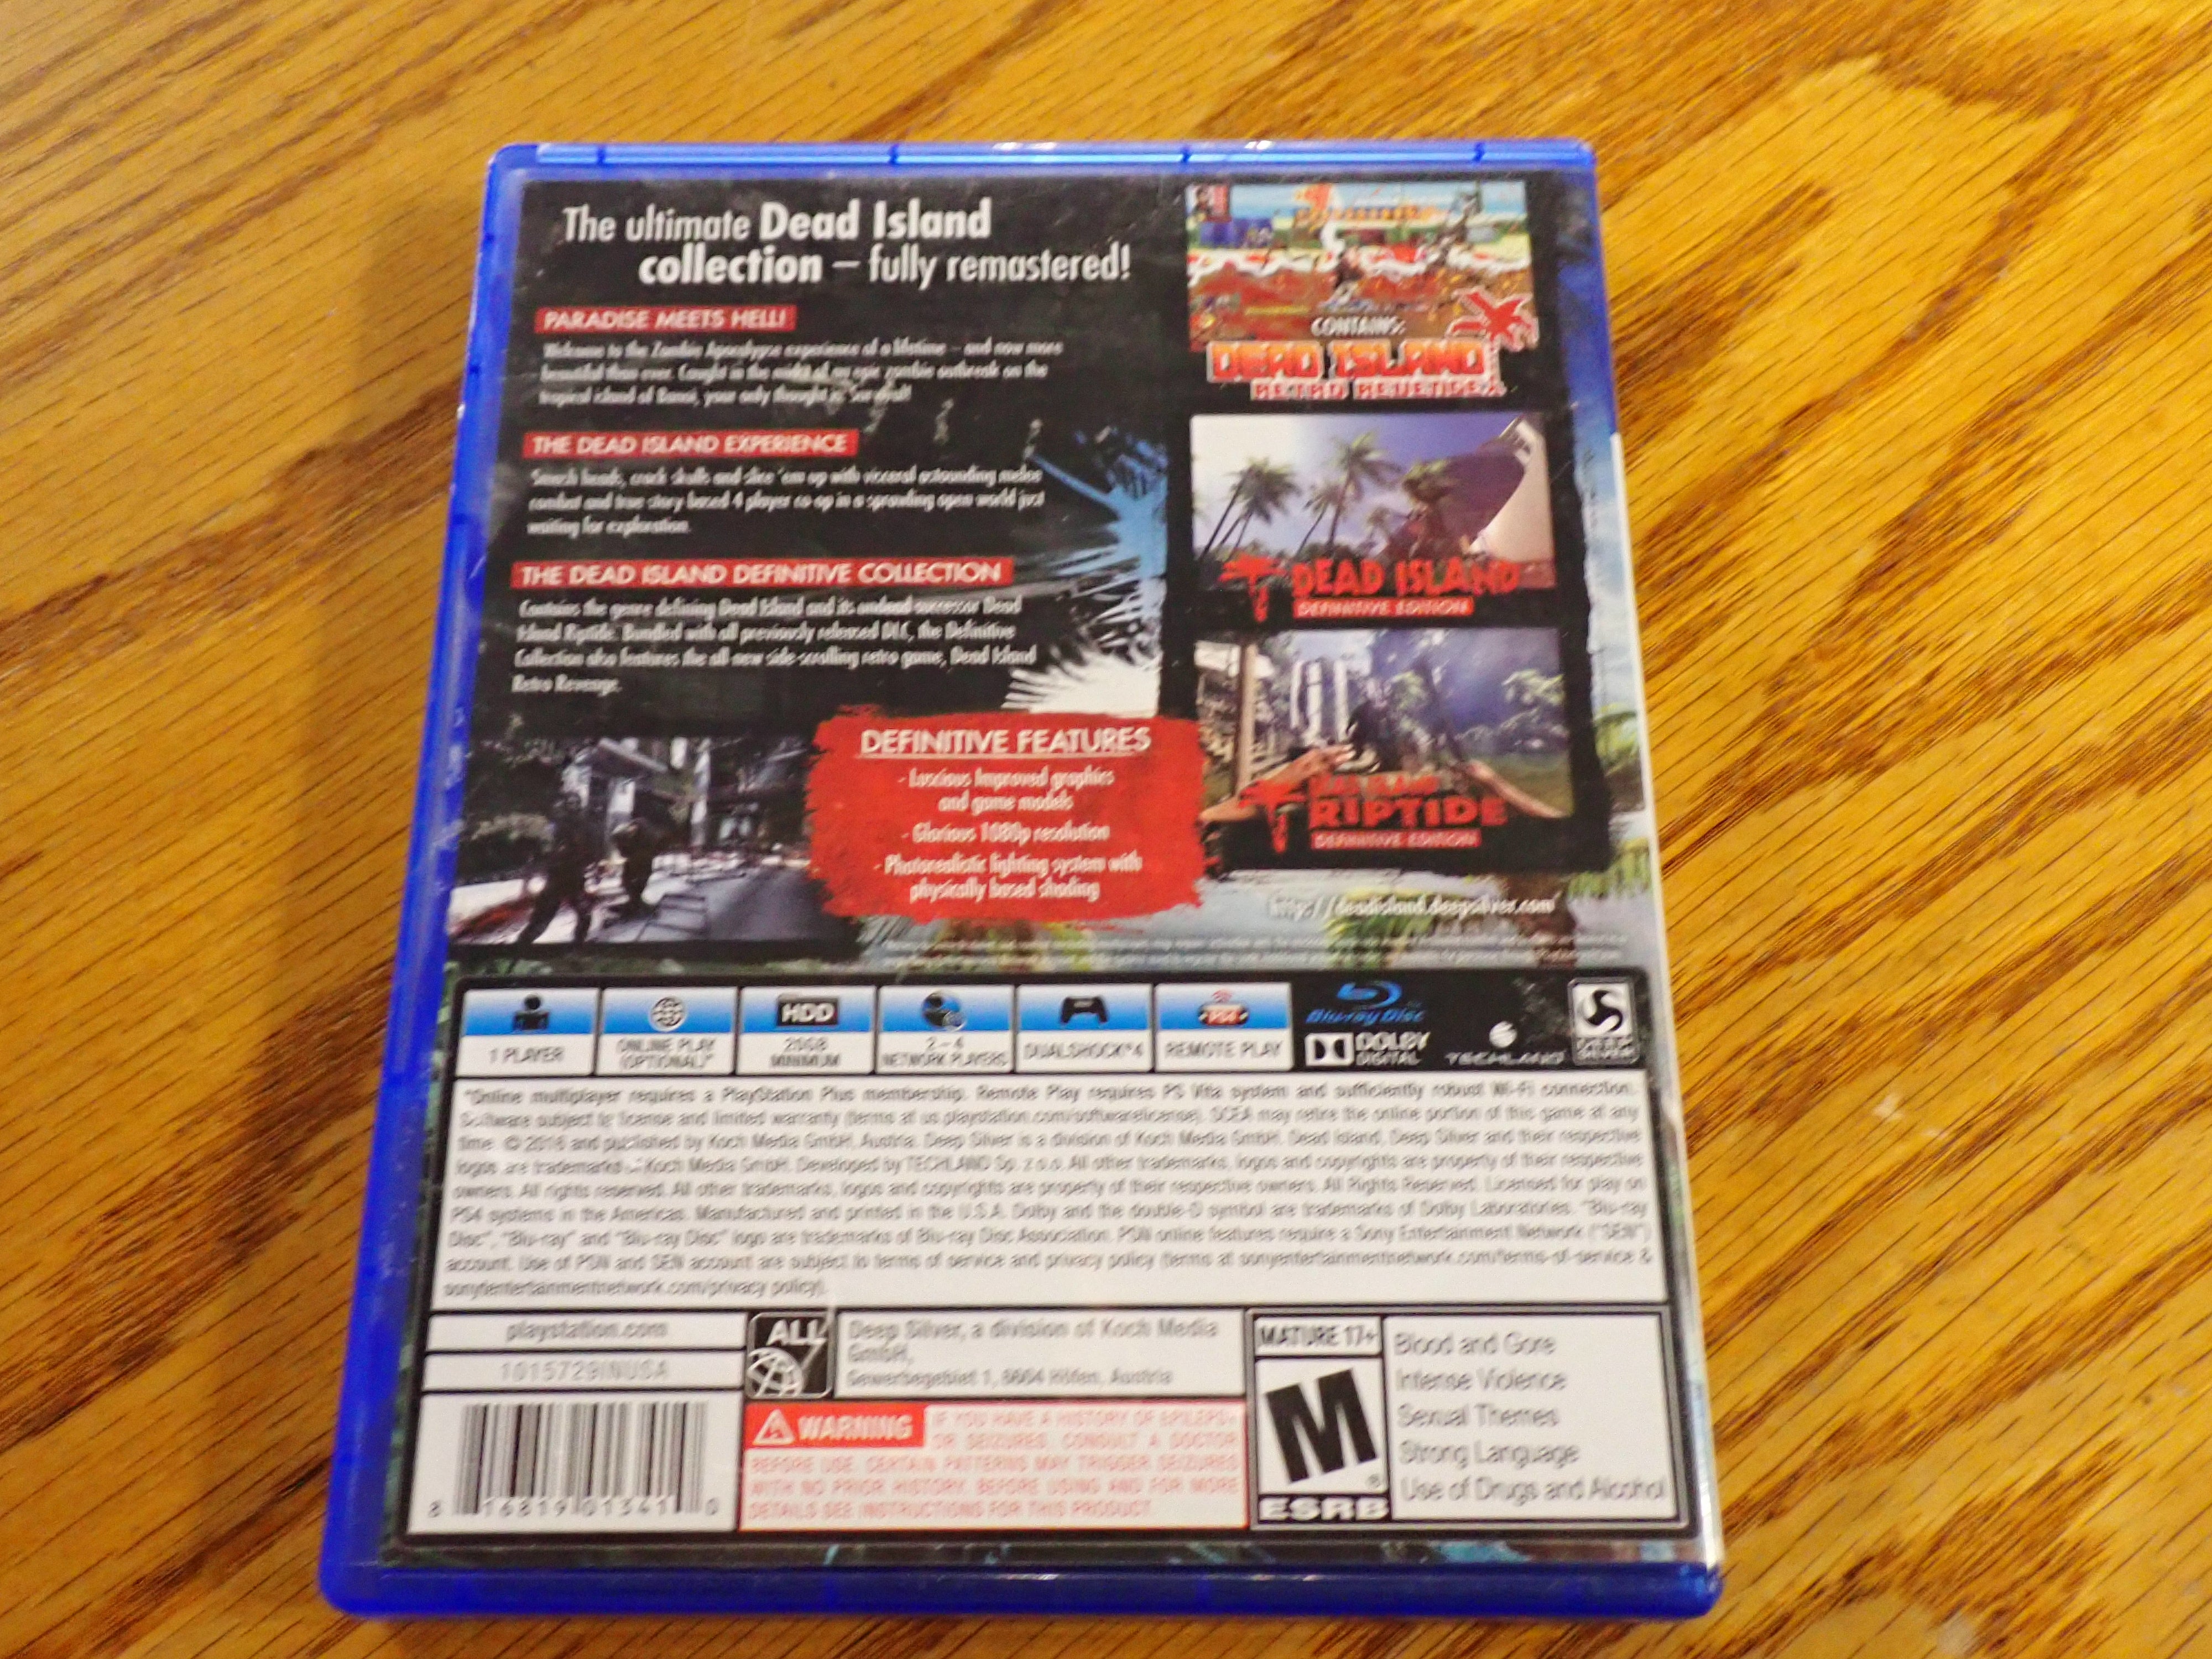 The ultimate Dead Island
collection – fully remastered!
PARADISE MEETS HELL!
Welcome to the Zombie Apocalypse experience of a lifetime – and now more
beautiful than ever. Caught in the midst of an epic zombie outbreak on the
tropical island of Banoi, your only thought is: Survival!
THE DEAD ISLAND EXPERIENCE
Smash heads, crack skulls and slice 'em up with visceral astounding melee
combat and true story based 4 player co-op in a sprawling open world just
waiting for exploration.
THE DEAD ISLAND DEFINITIVE COLLECTION
Contains the genre defining Dead Island and its undead successor Dead
Island Riptide. Bundled with all previously released DLC, the Definitive
Collection also features the all new side-scrolling retro game, Dead Island
Retro Revenge.
DEFINITIVE FEATURES
- Luscious Improved graphics
and game models
- Glorious 1080p resolution
- Photorealistic lighting system with
physically based shading
CONTAINS:
DEAD ISLAND
RETRO REVENGE
DEAD ISLAND
DEFINITIVE EDITION
DEAD ISLAND
RIPTIDE
DEFINITIVE EDITION
http://deadisland.deepsilver.com
1 PLAYER
ONLINE PLAY
(OPTIONAL)*
HDD
20GB
MINIMUM
2 – 4
NETWORK PLAYERS
DUALSHOCK®4
PS4
REMOTE PLAY
Blu-ray Disc
DOLBY
DIGITAL
TECHLAND
DEEP
SILVER
*Online multiplayer requires a PlayStation Plus membership. Remote Play requires PS Vita system and sufficiently robust Wi-Fi connection.
Software subject to license and limited warranty (terms at us.playstation.com/softwarelicense). SCEA may retire the online portion of this game at any
time. © 2016 and published by Koch Media GmbH, Austria. Deep Silver is a division of Koch Media GmbH. Dead Island, Deep Silver and their respective
logos are trademarks Koch Media GmbH. Developed by TECHLAND Sp. z o.o. All other trademarks, logos and copyrights are property of their respective
owners. All rights reserved. All other trademarks, logos and copyrights are property of their respective owners. All Rights Reserved. Licensed for play on
PS4 systems in the Americas. Manufactured and printed in the U.S.A. Dolby and the double-D symbol are trademarks of Dolby Laboratories. "Blu-ray
Disc", "Blu-ray" and "Blu-ray Disc" logo are trademarks of Blu-ray Disc Association. PSN online features require a Sony Entertainment Network ("SEN")
account. Use of PSN and SEN account are subject to terms of service and privacy policy (terms at sonyentertainmentnetwork.com/terms-of-service &
sonyentertainmentnetwork.com/privacy policy).
playstation.com
1015729INUSA
8 16819 01341 0
ALL
Deep Silver, a division of Koch Media
GmbH,
Gewerbegebiet 1, 6604 Höfen, Austria
WARNING IF YOU HAVE A HISTORY OF EPILEPSY
OR SEIZURES, CONSULT A DOCTOR
BEFORE USE. CERTAIN PATTERNS MAY TRIGGER SEIZURES
WITH NO PRIOR HISTORY. BEFORE USING AND FOR MORE
DETAILS SEE INSTRUCTIONS FOR THIS PRODUCT.
MATURE 17+
M
ESRB
Blood and Gore
Intense Violence
Sexual Themes
Strong Language
Use of Drugs and Alcohol